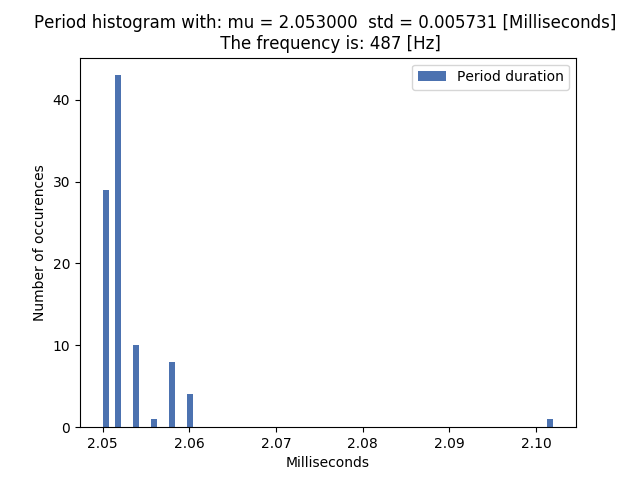 Period histogram with: mu = 2.053000  std = 0.005731 [Milliseconds]
The frequency is: 487 [Hz]
Period duration
Number of occurences
40
30
20
10
0
2.05 2.06 2.07 2.08 2.09 2.10
Milliseconds